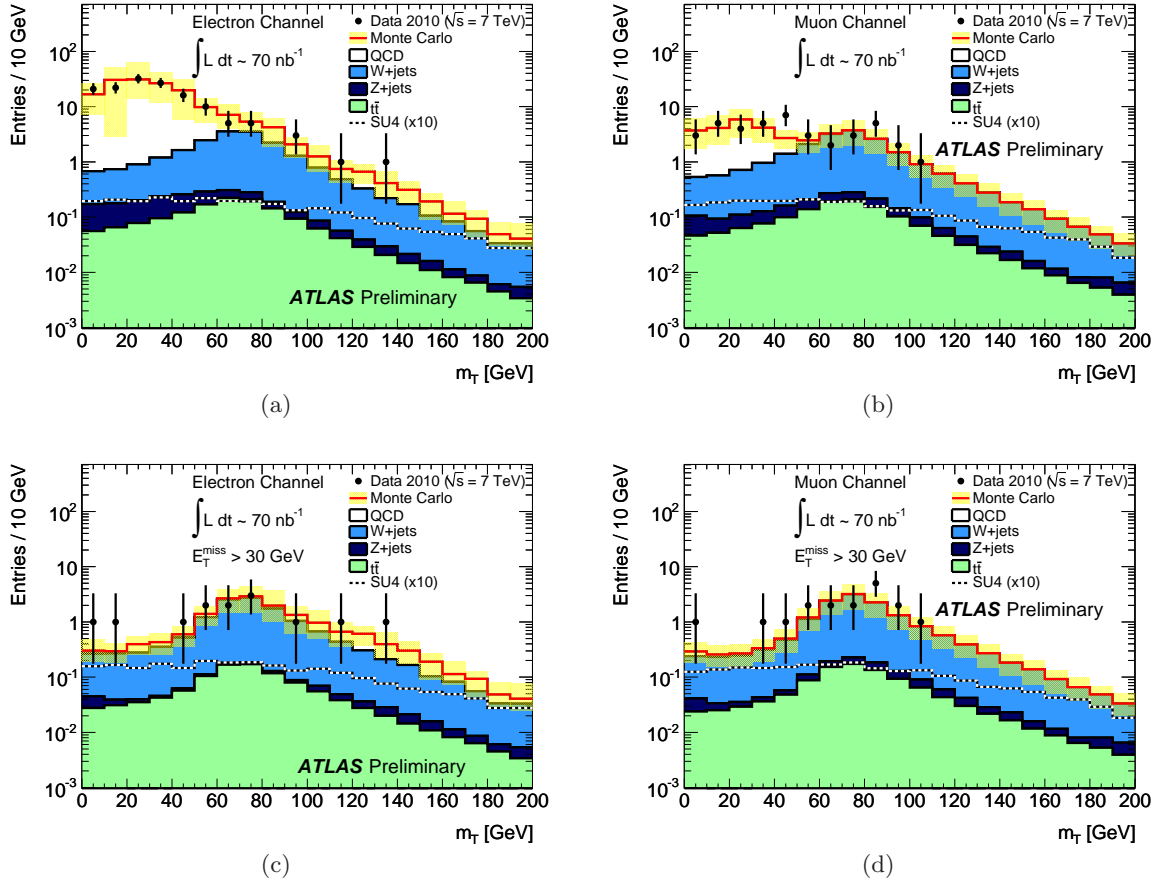 Entries / 10 GeV
10²
10
1
10⁻¹
10⁻²
10⁻³
Electron Channel
∫ L dt ~ 70 nb⁻¹
Data 2010 (√s = 7 TeV)
Monte Carlo
QCD
W+jets
Z+jets
tt̄
SU4 (x10)
ATLAS Preliminary
0 20 40 60 80 100 120 140 160 180 200
m_T [GeV]
(a)
Entries / 10 GeV
10²
10
1
10⁻¹
10⁻²
10⁻³
Muon Channel
∫ L dt ~ 70 nb⁻¹
Data 2010 (√s = 7 TeV)
Monte Carlo
QCD
W+jets
Z+jets
tt̄
SU4 (x10)
ATLAS Preliminary
0 20 40 60 80 100 120 140 160 180 200
m_T [GeV]
(b)
Entries / 10 GeV
10²
10
1
10⁻¹
10⁻²
10⁻³
Electron Channel
∫ L dt ~ 70 nb⁻¹
E_T^miss > 30 GeV
Data 2010 (√s = 7 TeV)
Monte Carlo
QCD
W+jets
Z+jets
tt̄
SU4 (x10)
ATLAS Preliminary
0 20 40 60 80 100 120 140 160 180 200
m_T [GeV]
(c)
Entries / 10 GeV
10²
10
1
10⁻¹
10⁻²
10⁻³
Muon Channel
∫ L dt ~ 70 nb⁻¹
E_T^miss > 30 GeV
Data 2010 (√s = 7 TeV)
Monte Carlo
QCD
W+jets
Z+jets
tt̄
SU4 (x10)
ATLAS Preliminary
0 20 40 60 80 100 120 140 160 180 200
m_T [GeV]
(d)